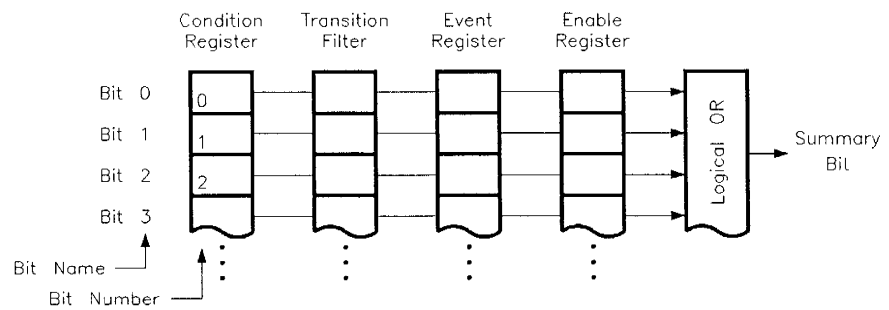 Condition Register
Transition Filter
Event Register
Enable Register
Bit 0
0
Bit 1
1
Bit 2
2
Bit 3
Logical OR
Summary Bil
Bit Name
Bit Number